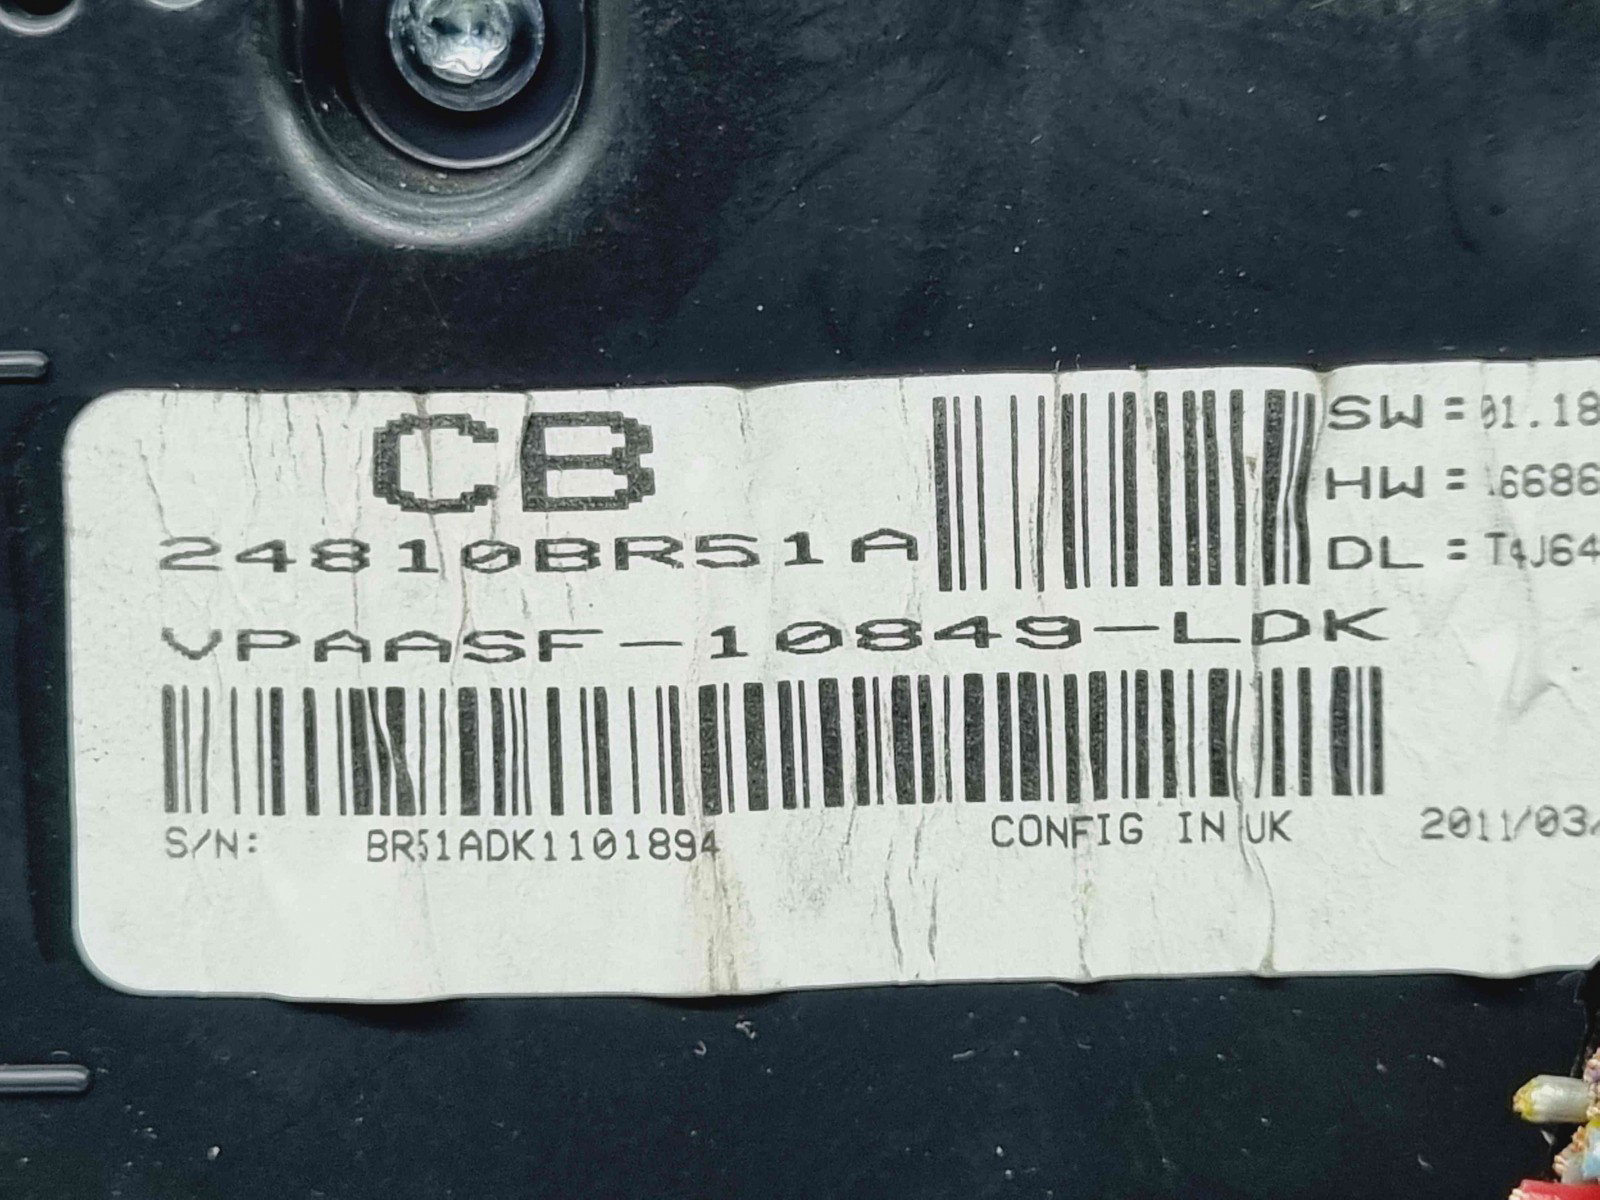 CB
24810BR51A
VPAASF-10849-LDK
SW = 01.18
HW = .6686
DL = T4J64
S/N: BR51ADK1101894
CONFIG IN UK
2011/03/